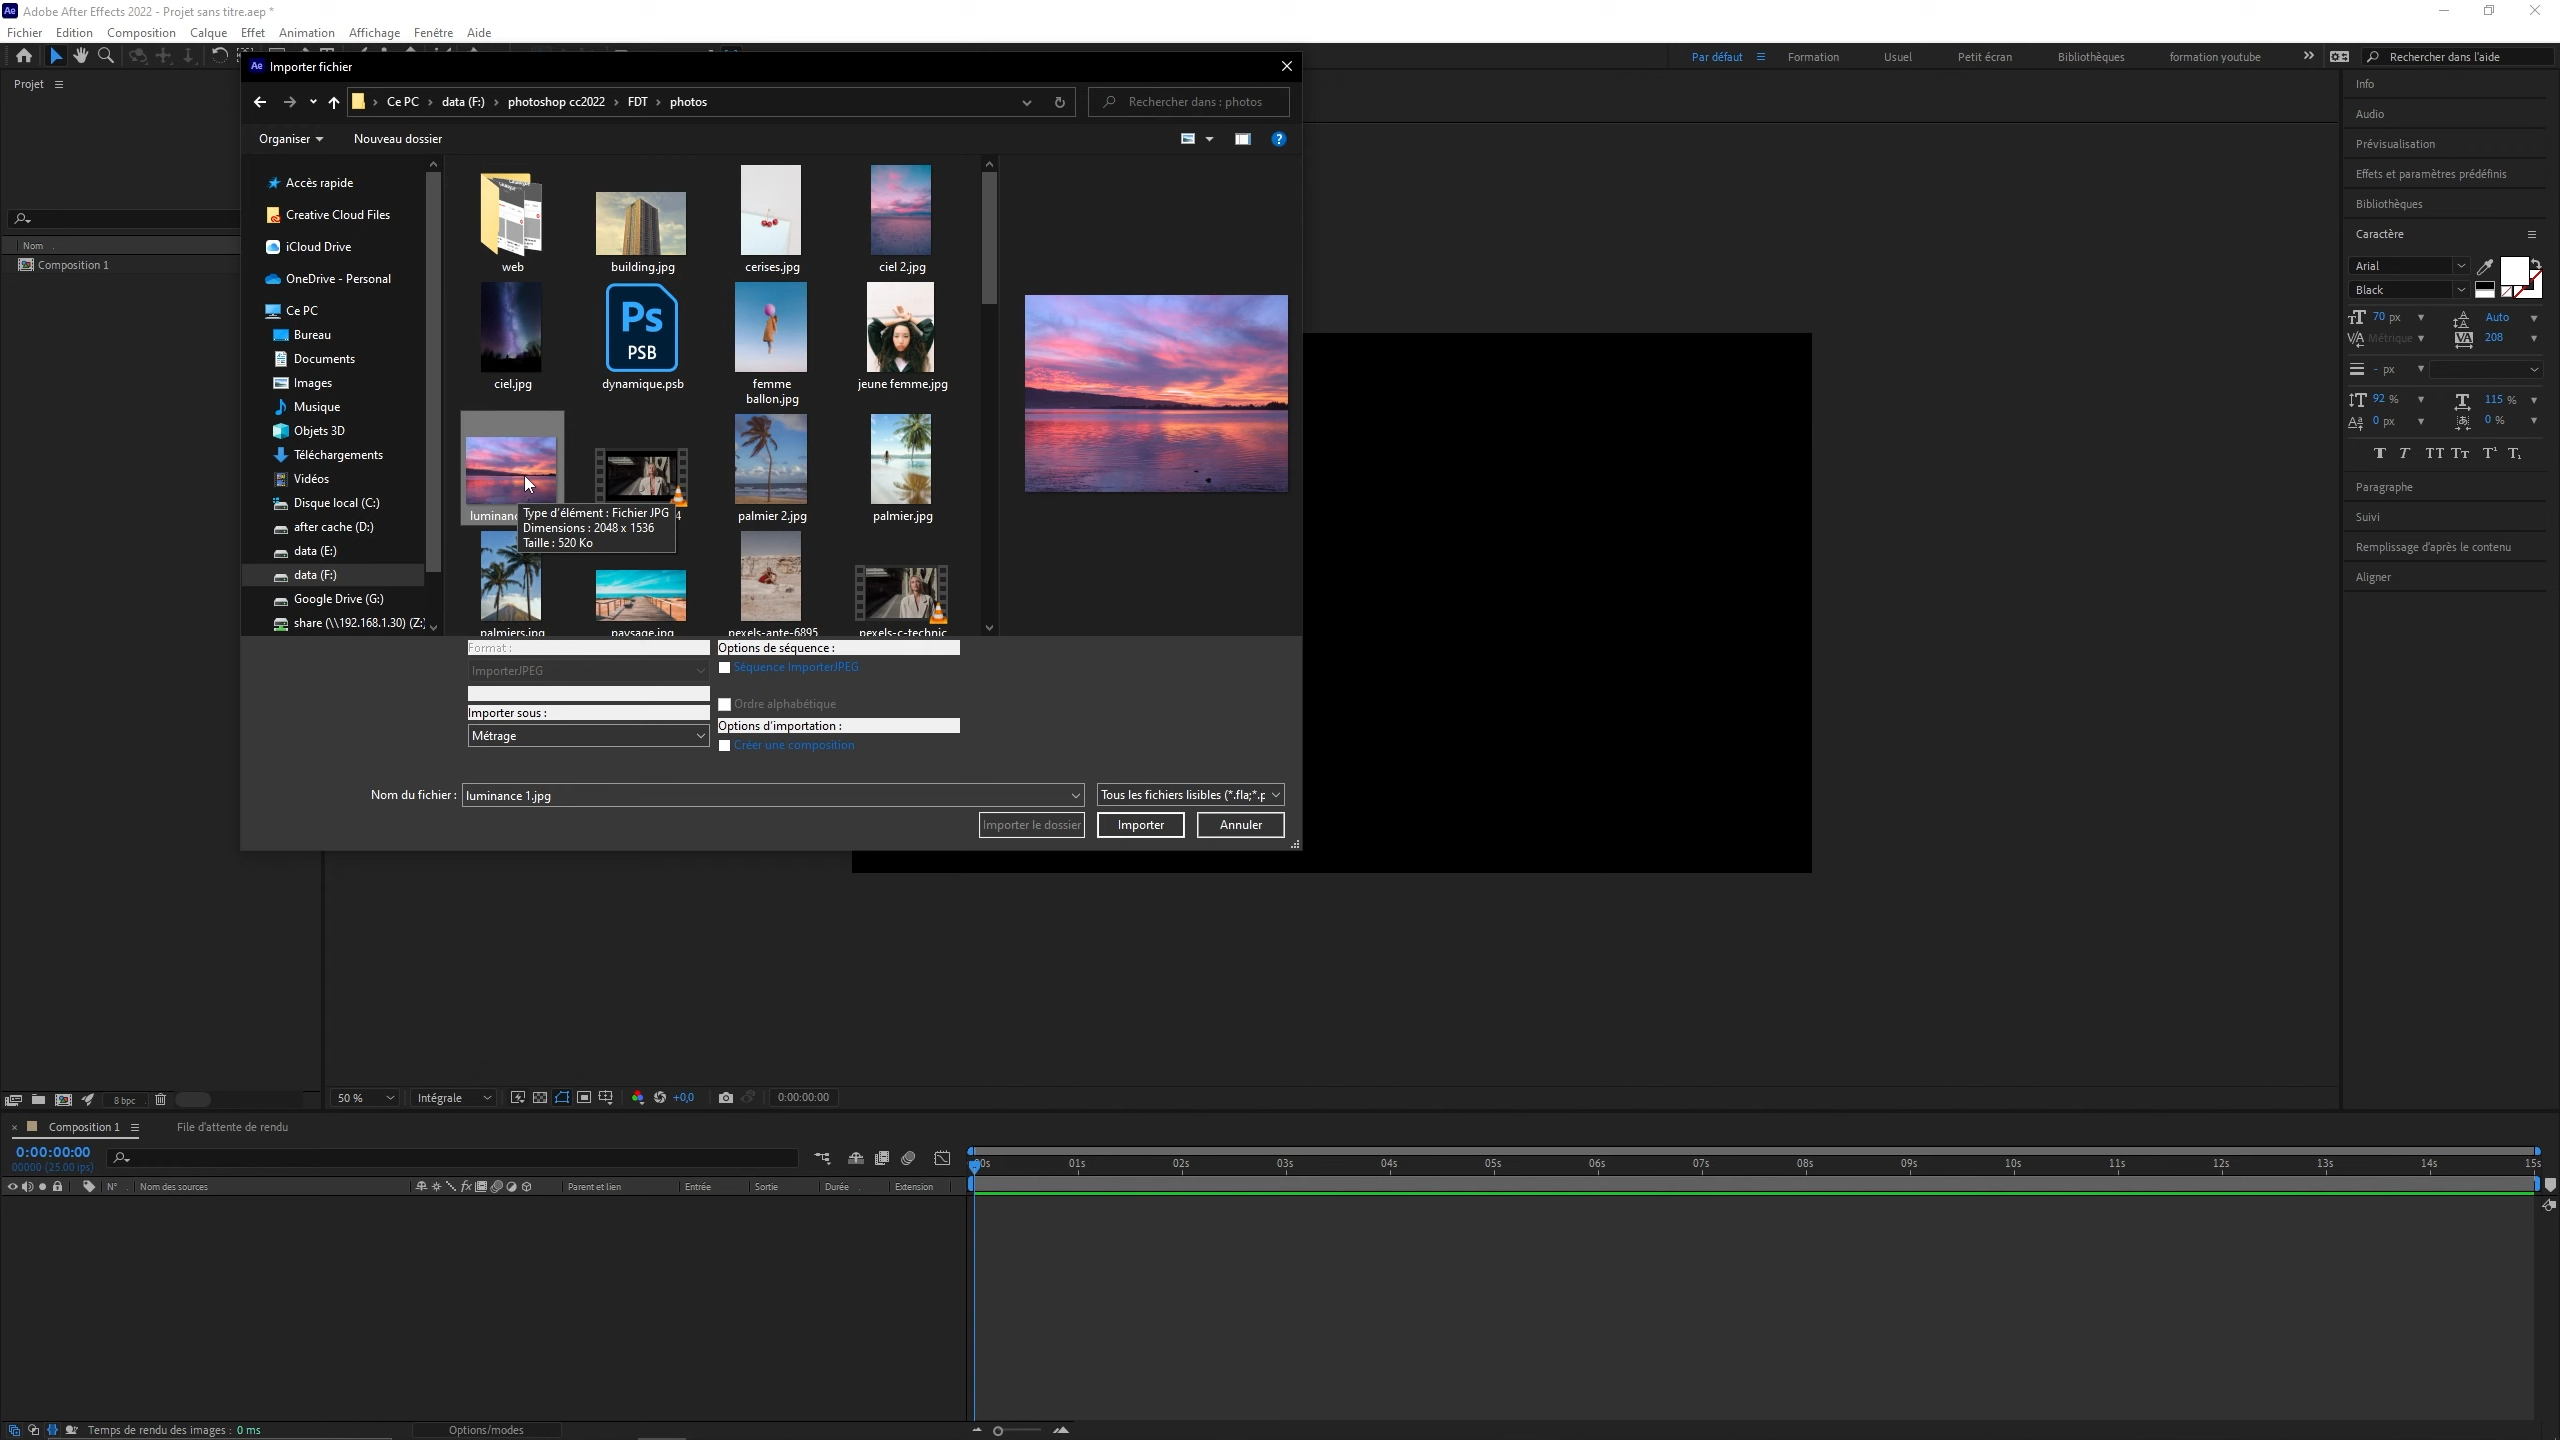 Adobe After Effects 2022 - Projet sans titre.aep *
Fichier Edition Composition Calque Effet Animation Affichage Fenêtre Aide
Par défaut Formation Usuel Petit écran Bibliothèques formation youtube Rechercher dans l'aide
Projet
Nom
Composition 1
Importer fichier
Ce PC data (F:) photoshop cc2022 FDT photos
Rechercher dans : photos
Organiser Nouveau dossier
Accès rapide
Creative Cloud Files
iCloud Drive
OneDrive - Personal
Ce PC
Bureau
Documents
Images
Musique
Objets 3D
Téléchargements
Vidéos
Disque local (C:)
after cache (D:)
data (E:)
data (F:)
Google Drive (G:)
share (\\192.168.1.30) (Z:)
web building.jpg cerises.jpg ciel 2.jpg
Ps
PSB
ciel.jpg dynamique.psb femme ballon.jpg jeune femme.jpg
palmier 2.jpg palmier.jpg
Type d'élément : Fichier JPG
Dimensions : 2048 x 1536
Taille : 520 Ko
palmiers.jpg paysage.jpg pexels-ante-6895 pexels-c-technic
Format :
ImporterJPEG
Importer sous :
Métrage
Options de séquence :
Séquence ImporterJPEG
Ordre alphabétique
Options d'importation :
Créer une composition
Nom du fichier : luminance 1.jpg
Tous les fichiers lisibles (*.fla;*.p
Importer le dossier Importer Annuler
Info
Audio
Prévisualisation
Effets et paramètres prédéfinis
Bibliothèques
Caractère
Arial
Black
70 px Auto
Métrique 208
- px
92 % 115 %
0 px 0 %
Paragraphe
Suivi
Remplissage d'après le contenu
Aligner
8 bpc
50 % Intégrale +0,0 0:00:00:00
Composition 1 File d'attente de rendu
0:00:00:00
00000 (25.00 ips)
N° Nom des sources Parent et lien Entrée Sortie Durée Extension
01s 02s 03s 04s 05s 06s 07s 08s 09s 10s 11s 12s 13s 14s 15s
Temps de rendu des images : 0 ms
Options/modes